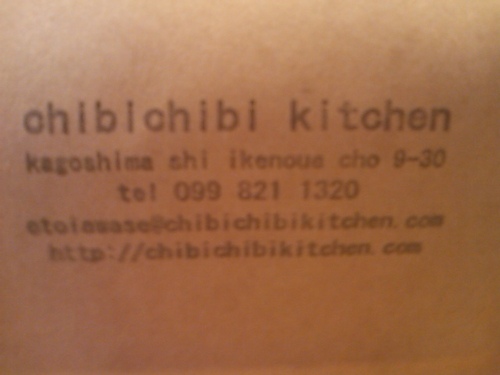 chibichibi kitchen
kagoshima shi ikenoue cho 9-30
tel 099 821 1320
otoiawase@chibichibikitchen.com
http://chibichibikitchen.com